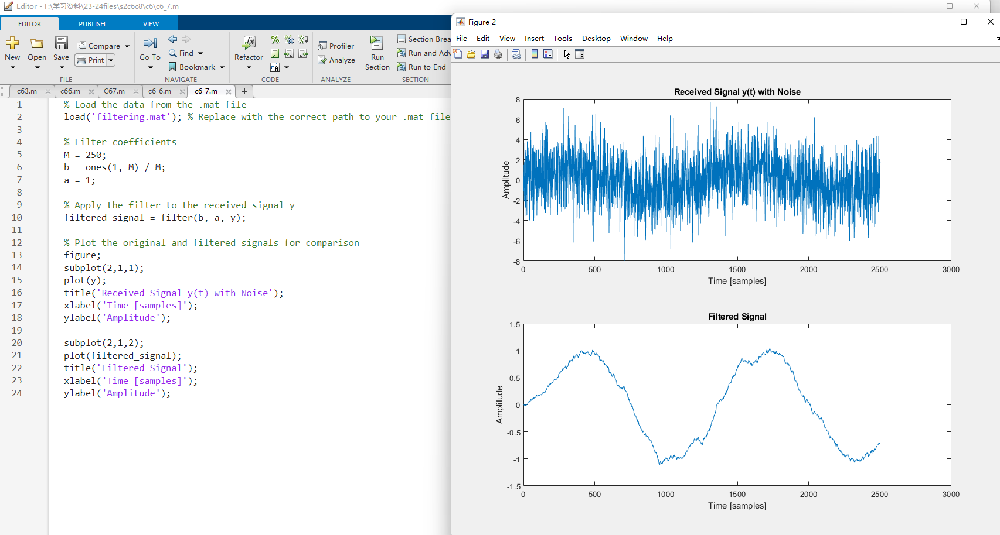 Editor - F:\学习资料\23-24files\s2c6c8\c6\c6_7.m
EDITOR PUBLISH VIEW
New Open Save Compare Print
FILE
Go To Find Bookmark
NAVIGATE
Refactor
CODE
Profiler
Analyze
ANALYZE
Run Section
Section Brea
Run and Adv
Run to End
SECTION
c63.m c66.m C67.m c6_6.m c6_7.m
1 % Load the data from the .mat file
2 load('filtering.mat'); % Replace with the correct path to your .mat file
3
4 % Filter coefficients
5 M = 250;
6 b = ones(1, M) / M;
7 a = 1;
8
9 % Apply the filter to the received signal y
10 filtered_signal = filter(b, a, y);
11
12 % Plot the original and filtered signals for comparison
13 figure;
14 subplot(2,1,1);
15 plot(y);
16 title('Received Signal y(t) with Noise');
17 xlabel('Time [samples]');
18 ylabel('Amplitude');
19
20 subplot(2,1,2);
21 plot(filtered_signal);
22 title('Filtered Signal');
23 xlabel('Time [samples]');
24 ylabel('Amplitude');
Figure 2
File Edit View Insert Tools Desktop Window Help
Received Signal y(t) with Noise
8
6
4
2
0
-2
-4
-6
-8
Amplitude
0 500 1000 1500 2000 2500 3000
Time [samples]
Filtered Signal
1.5
1
0.5
0
-0.5
-1
-1.5
Amplitude
0 500 1000 1500 2000 2500 3000
Time [samples]